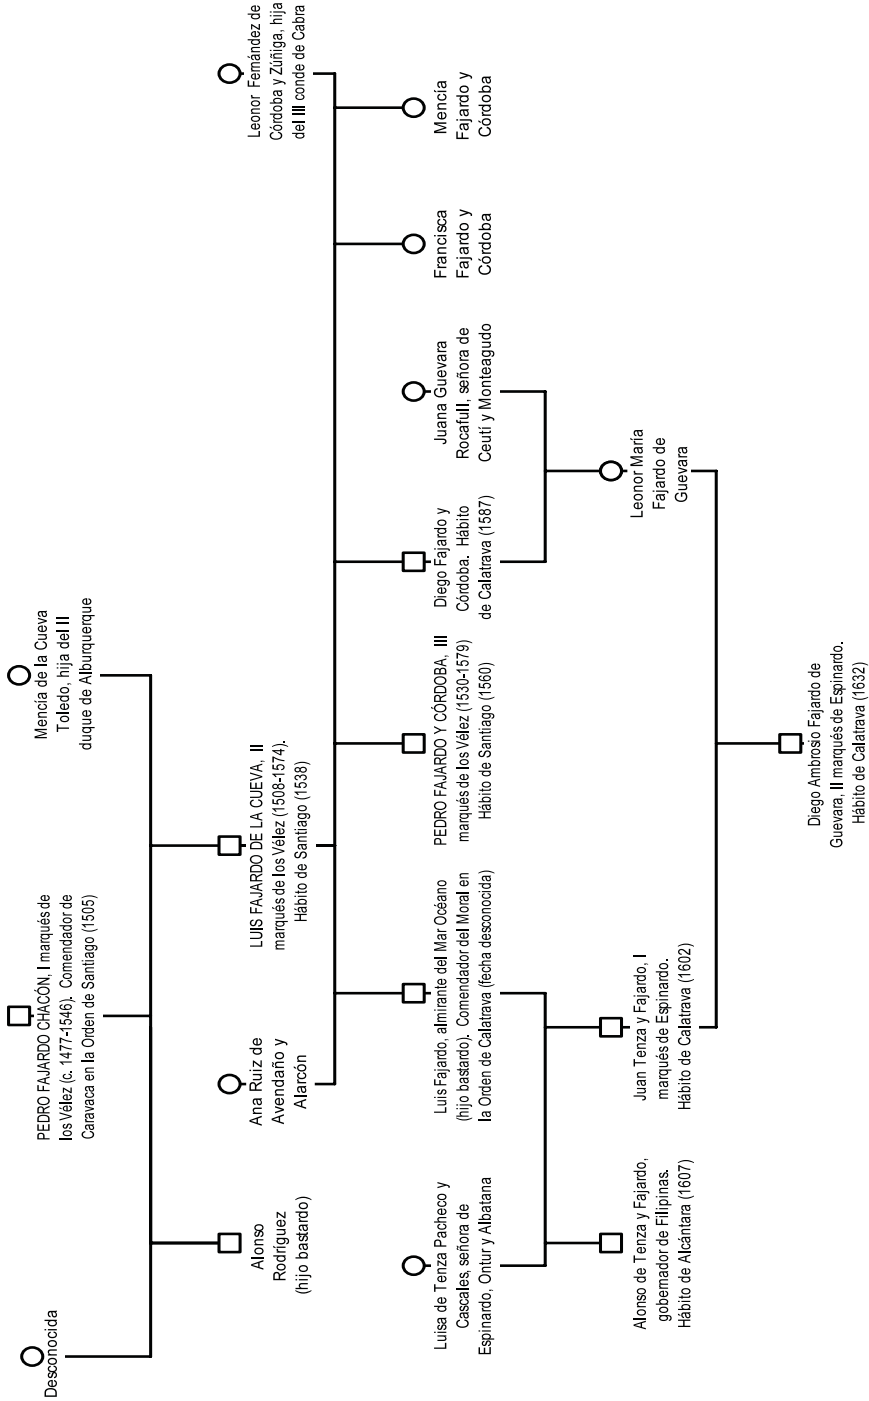 Desconocida
PEDRO FAJARDO CHACÓN, I marqués de
los Vélez (c. 1477-1546). Comendador de
Caravaca en la Orden de Santiago (1505)
Mencía de la Cueva
Toledo, hija del II
duque de Alburquerque
Alonso
Rodríguez
(hijo bastardo)
Ana Ruiz de
Avendaño y
Alarcón
LUIS FAJARDO DE LA CUEVA, II
marqués de los Vélez (1508-1574).
Hábito de Santiago (1538)
Leonor Fernández de
Córdoba y Zúñiga, hija
del III conde de Cabra
Luisa de Tenza Pacheco y
Cascales, señora de
Espinardo, Ontur y Albatana
Luis Fajardo, almirante del Mar Océano
(hijo bastardo). Comendador del Moral en
la Orden de Calatrava (fecha desconocida)
PEDRO FAJARDO Y CÓRDOBA, III
marqués de los Vélez (1530-1579)
Hábito de Santiago (1560)
Diego Fajardo y
Córdoba. Hábito
de Calatrava (1587)
Juana Guevara
Rocafull, señora de
Ceutí y Monteagudo
Francisca
Fajardo y
Córdoba
Mencía
Fajardo y
Córdoba
Alonso de Tenza y Fajardo,
gobernador de Filipinas.
Hábito de Alcántara (1607)
Juan Tenza y Fajardo, I
marqués de Espinardo.
Hábito de Calatrava (1602)
Leonor María
Fajardo de
Guevara
Diego Ambrosio Fajardo de
Guevara, II marqués de Espinardo.
Hábito de Calatrava (1632)